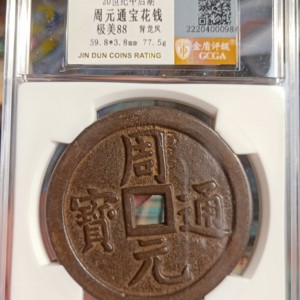 20世纪中后期
周元通宝花钱
极美88 背龙凤
59.8*3.8mm 77.5g
JIN DUN COINS RATING
2220400098
金盾评级
GCGA
周元通寳